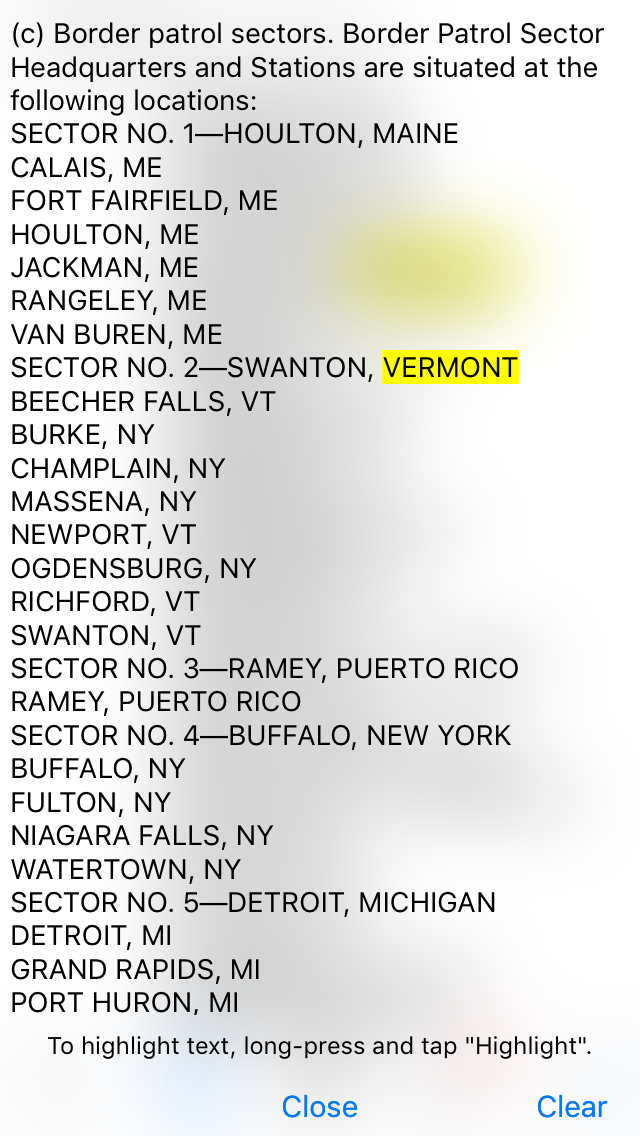 (c) Border patrol sectors. Border Patrol Sector
Headquarters and Stations are situated at the
following locations:
SECTOR NO. 1—HOULTON, MAINE
CALAIS, ME
FORT FAIRFIELD, ME
HOULTON, ME
JACKMAN, ME
RANGELEY, ME
VAN BUREN, ME
SECTOR NO. 2—SWANTON, VERMONT
BEECHER FALLS, VT
BURKE, NY
CHAMPLAIN, NY
MASSENA, NY
NEWPORT, VT
OGDENSBURG, NY
RICHFORD, VT
SWANTON, VT
SECTOR NO. 3—RAMEY, PUERTO RICO
RAMEY, PUERTO RICO
SECTOR NO. 4—BUFFALO, NEW YORK
BUFFALO, NY
FULTON, NY
NIAGARA FALLS, NY
WATERTOWN, NY
SECTOR NO. 5—DETROIT, MICHIGAN
DETROIT, MI
GRAND RAPIDS, MI
PORT HURON, MI
To highlight text, long-press and tap "Highlight".
Close Clear